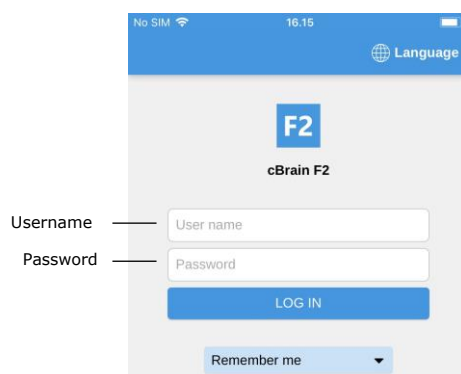 No SIM 16.15
Language
F2
cBrain F2
Username User name
Password Password
LOG IN
Remember me